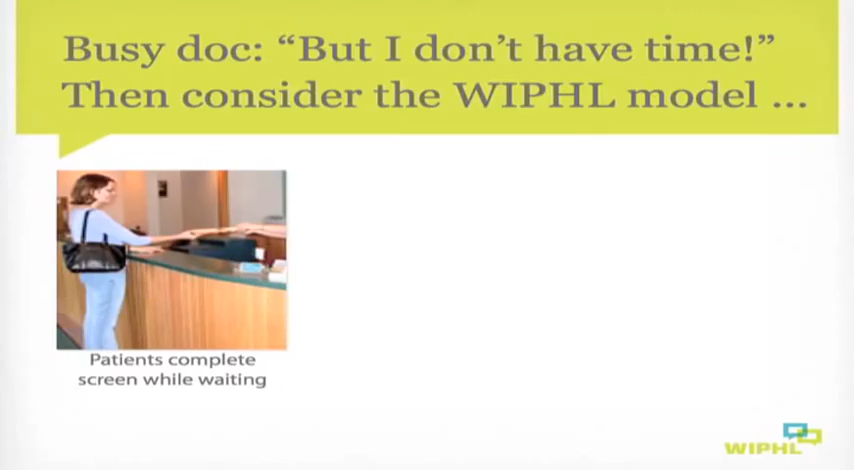 Busy doc: “But I don’t have time!”
Then consider the WIPHL model ...
Patients complete
screen while waiting
WIPHL